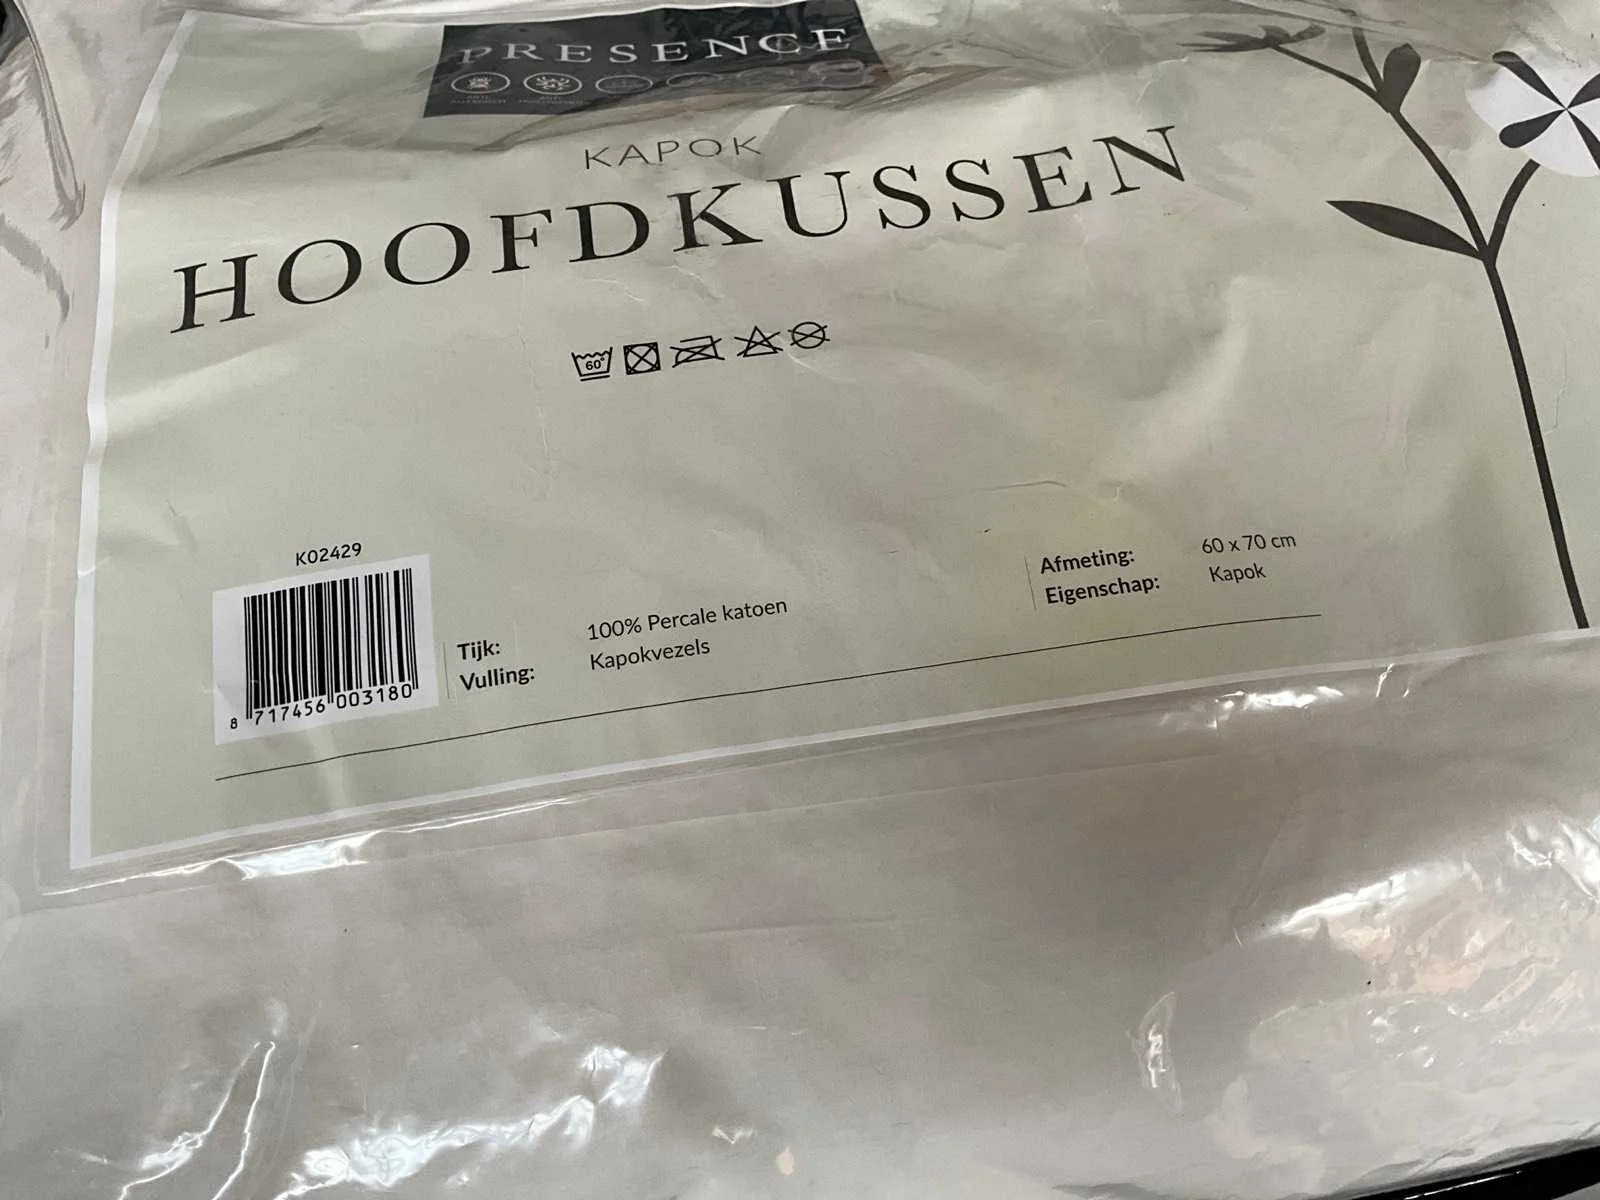 PRESENCE
KAPOK
HOOFDKUSSEN
60°
K02429
8 717456 003180
Tijk: 100% Percale katoen
Vulling: Kapokvezels
Afmeting: 60 x 70 cm
Eigenschap: Kapok